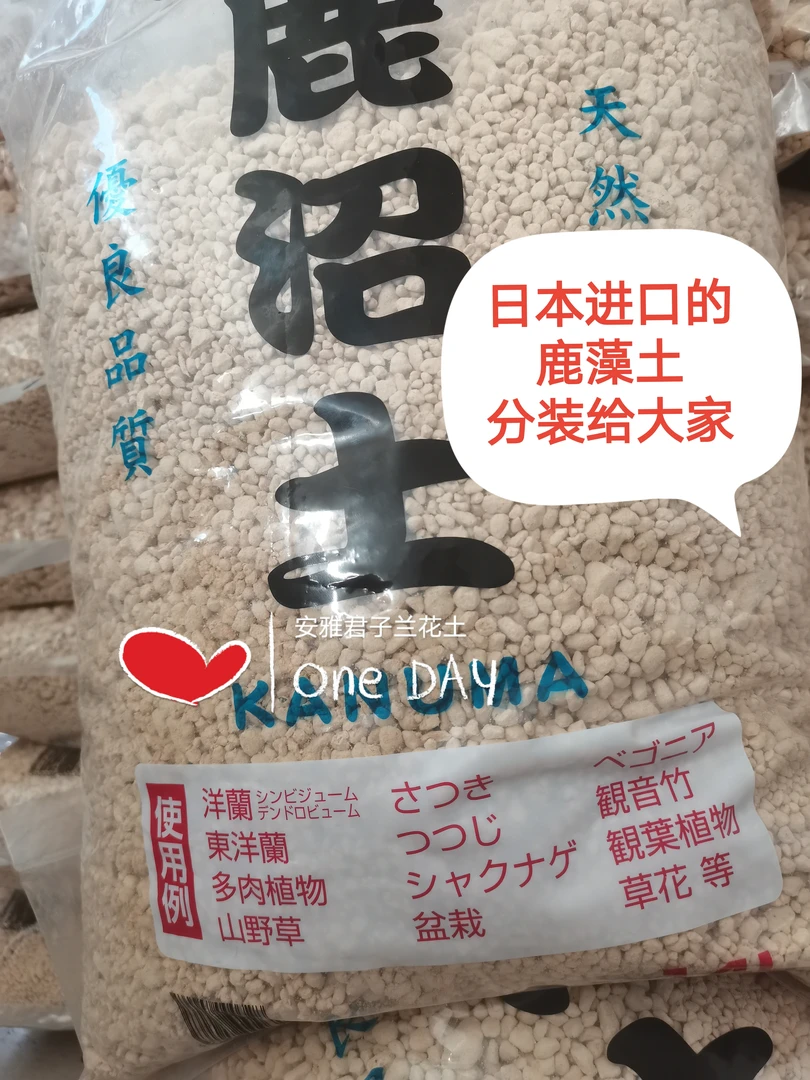 鹿沼土
天然
優良品質
日本进口的
鹿藻土
分装给大家
安雅君子兰花土
One DAY
KANUMA
使用例
洋蘭 シンビジューム デンドロビューム
東洋蘭
多肉植物
山野草
さつき
つつじ
シャクナゲ
盆栽
ベゴニア
観音竹
観葉植物
草花 等